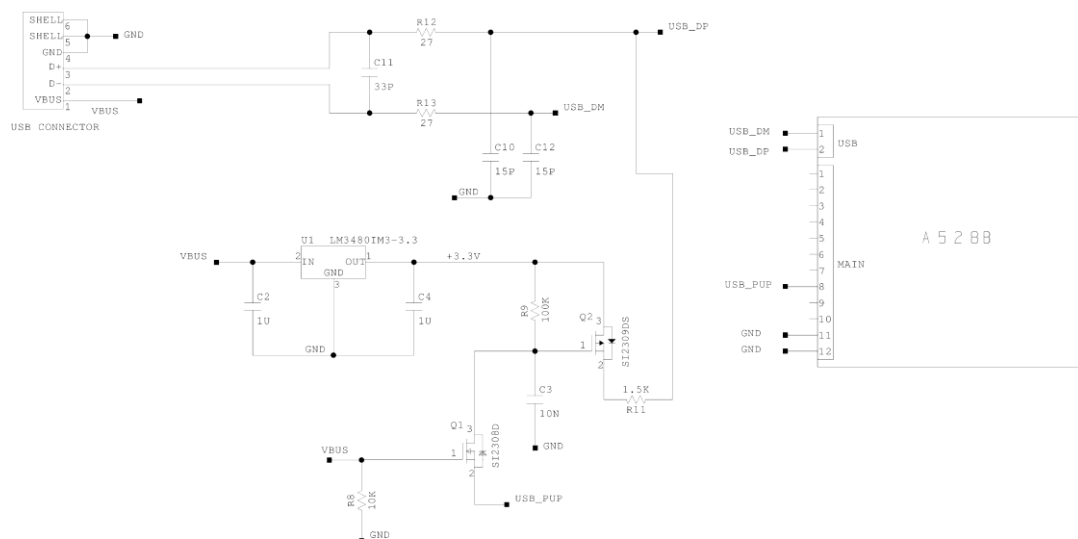 SHELL
6
SHELL
5
GND
4
D+
3
D-
2
VBUS
1
GND
VBUS
USB CONNECTOR
R12
27
C11
33P
R13
27
USB_DP
USB_DM
C10
15P
C12
15P
GND
USB_DM
1
USB_DP
2
USB
1
2
3
4
5
6
7
USB_PUP
8
9
10
GND
11
GND
12
MAIN
A528B
U1 LM3480IM3-3.3
VBUS
2
IN
OUT
1
GND
3
+3.3V
C2
1U
C4
1U
GND
R9
100K
Q2
3
1
2
SI2309DS
1.5K
R11
C3
10N
GND
Q1
3
1
2
SI2308D
VBUS
R8
10K
GND
USB_PUP